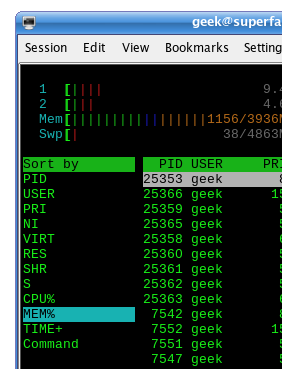 geek@superfa
Session Edit View Bookmarks Setting
1 [|||| 9.4
2 [||| 4.6
Mem[||||||||||||||||||1156/3936M
Swp[| 38/4863M
Sort by PID USER PR
PID 25353 geek
USER 25366 geek 15
PRI 25359 geek 5
NI 25365 geek 5
VIRT 25358 geek 6
RES 25360 geek 5
SHR 25361 geek 5
S 25362 geek 5
CPU% 25363 geek 6
MEM% 7542 geek 8
TIME+ 7552 geek 15
Command 7551 geek 5
7547 geek 5